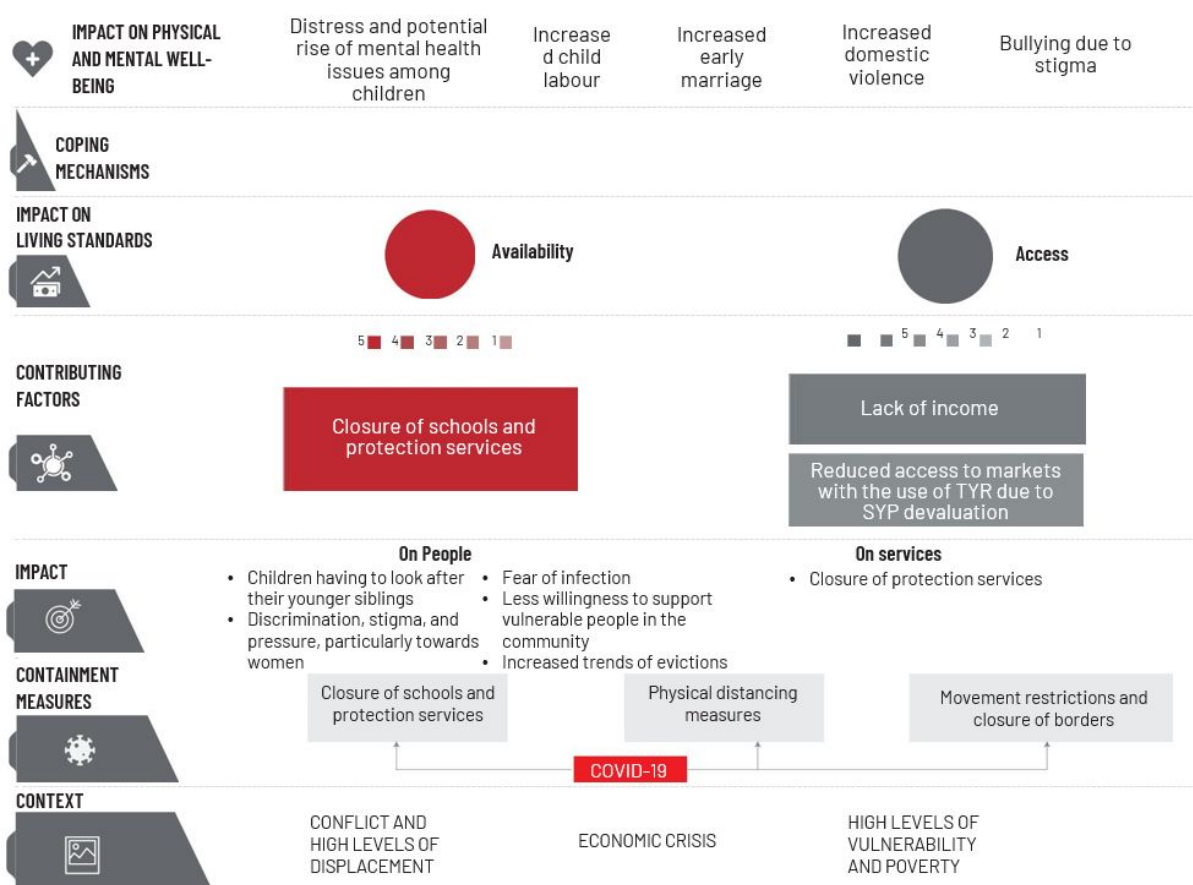 IMPACT ON PHYSICAL
AND MENTAL WELL-
BEING
Distress and potential
rise of mental health
issues among
children
Increase
d child
labour
Increased
early
marriage
Increased
domestic
violence
Bullying due to
stigma
COPING
MECHANISMS
IMPACT ON
LIVING STANDARDS
Availability
Access
5 4 3 2 1
5 4 3 2 1
CONTRIBUTING
FACTORS
Closure of schools and
protection services
Lack of income
Reduced access to markets
with the use of TYR due to
SYP devaluation
IMPACT
On People
• Children having to look after
their younger siblings
• Discrimination, stigma, and
pressure, particularly towards
women
• Fear of infection
• Less willingness to support
vulnerable people in the
community
• Increased trends of evictions
On services
• Closure of protection services
CONTAINMENT
MEASURES
Closure of schools and
protection services
Physical distancing
measures
Movement restrictions and
closure of borders
COVID-19
CONTEXT
CONFLICT AND
HIGH LEVELS OF
DISPLACEMENT
ECONOMIC CRISIS
HIGH LEVELS OF
VULNERABILITY
AND POVERTY